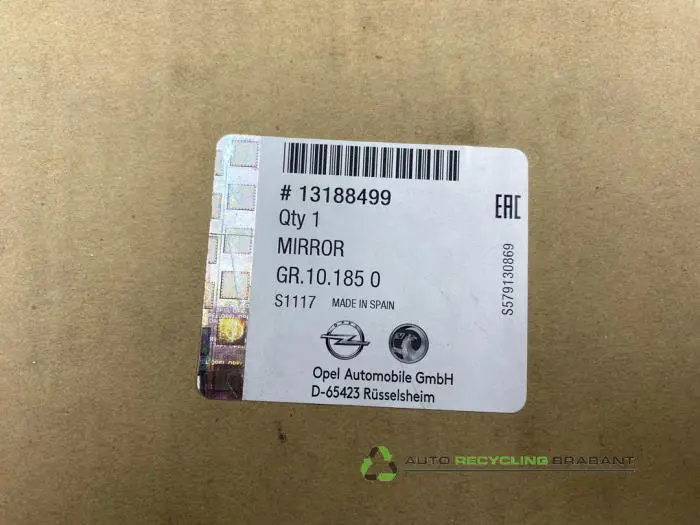 # 13188499
Qty 1
MIRROR
GR.10.185 0
S1117 MADE IN SPAIN
Opel Automobile GmbH
D-65423 Rüsselsheim
EAC
S579130869
AUTO RECYCLING BRABANT